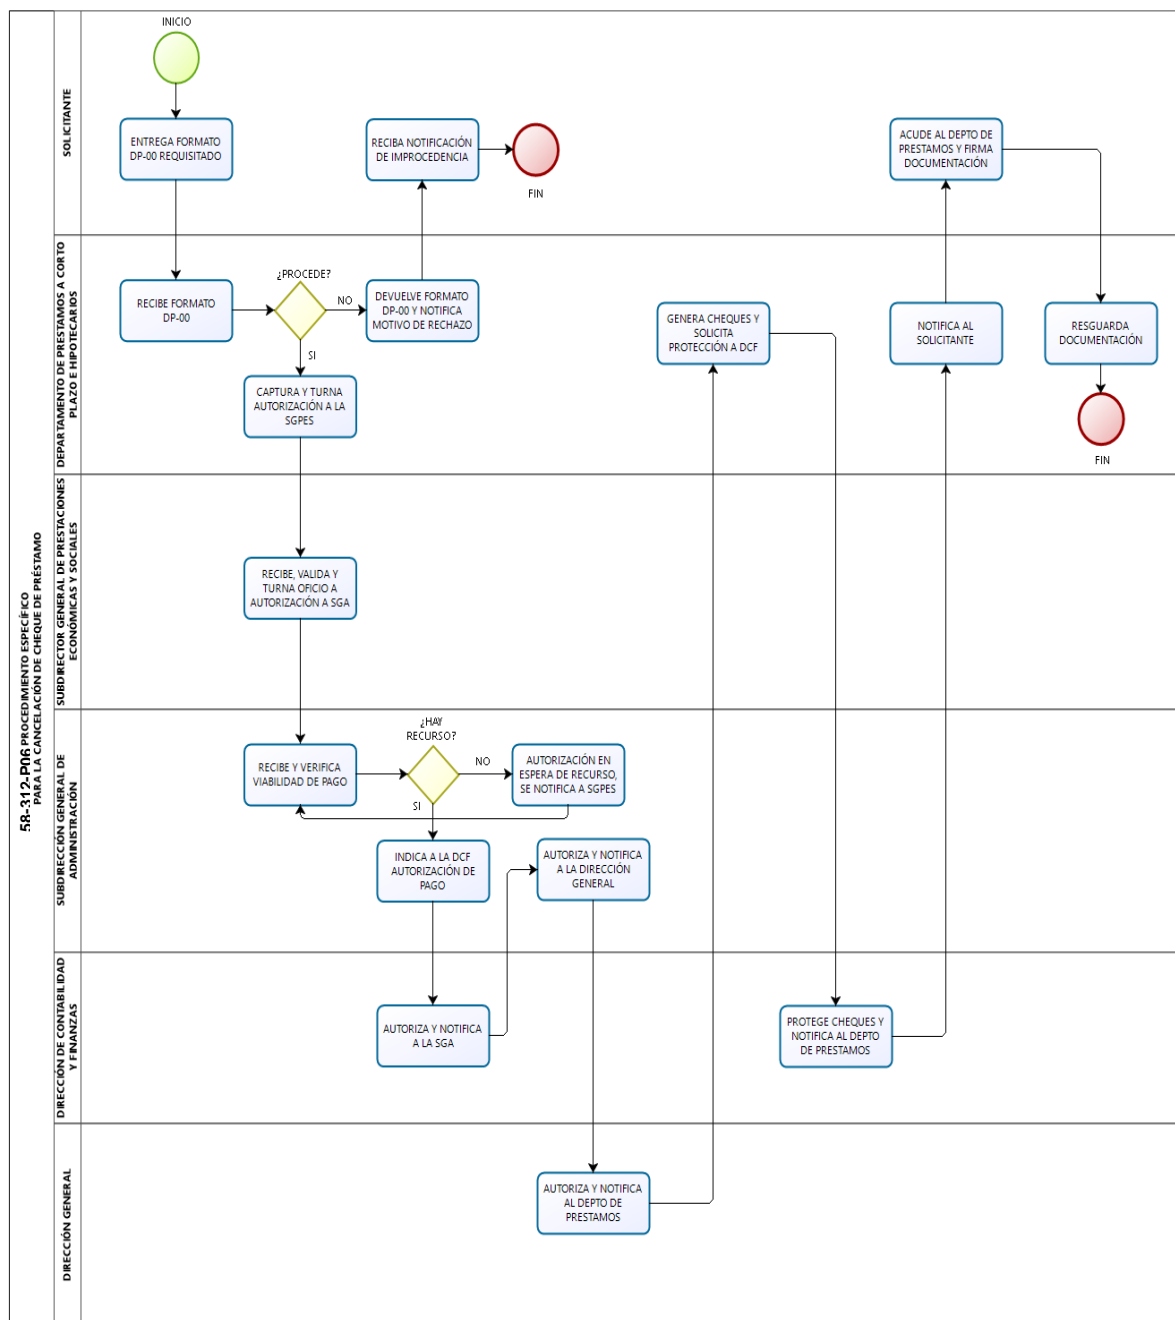 58-312-P06 PROCEDIMIENTO ESPECÍFICO
PARA LA CANCELACIÓN DE CHEQUE DE PRÉSTAMO
SOLICITANTE
INICIO
ENTREGA FORMATO
DP-00 REQUISITADO
RECIBA NOTIFICACIÓN
DE IMPROCEDENCIA
FIN
ACUDE AL DEPTO DE
PRESTAMOS Y FIRMA
DOCUMENTACIÓN
DEPARTAMENTO DE PRESTAMOS A CORTO
PLAZO E HIPOTECARIOS
RECIBE FORMATO
DP-00
¿PROCEDE?
NO
SI
DEVUELVE FORMATO
DP-00 Y NOTIFICA
MOTIVO DE RECHAZO
CAPTURA Y TURNA
AUTORIZACIÓN A LA
SGPES
GENERA CHEQUES Y
SOLICITA
PROTECCIÓN A DCF
NOTIFICA AL
SOLICITANTE
RESGUARDA
DOCUMENTACIÓN
FIN
SUBDIRECTOR GENERAL DE PRESTACIONES
ECONÓMICAS Y SOCIALES
RECIBE, VALIDA Y
TURNA OFICIO A
AUTORIZACIÓN A SGA
SUBDIRECCIÓN GENERAL DE
ADMINISTRACIÓN
RECIBE Y VERIFICA
VIABILIDAD DE PAGO
¿HAY
RECURSO?
NO
SI
AUTORIZACIÓN EN
ESPERA DE RECURSO,
SE NOTIFICA A SGPES
INDICA A LA DCF
AUTORIZACIÓN DE
PAGO
AUTORIZA Y NOTIFICA
A LA DIRECCIÓN
GENERAL
DIRECCIÓN DE CONTABILIDAD
Y FINANZAS
AUTORIZA Y NOTIFICA
A LA SGA
PROTEGE CHEQUES Y
NOTIFICA AL DEPTO
DE PRESTAMOS
DIRECCIÓN GENERAL
AUTORIZA Y NOTIFICA
AL DEPTO DE
PRESTAMOS